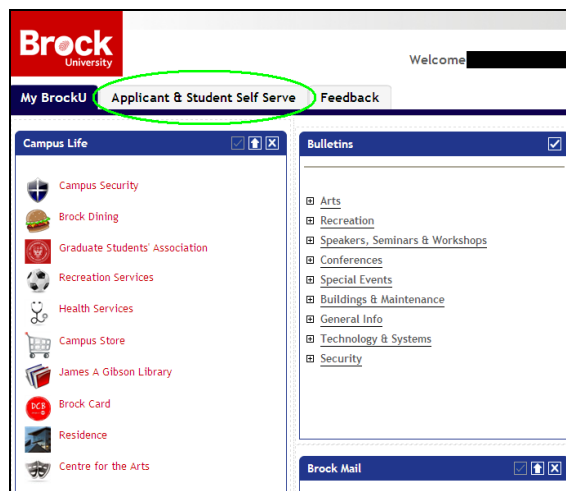 Brock
University
Welcome
My BrockU
Applicant & Student Self Serve
Feedback
Campus Life
Campus Security
Brock Dining
Graduate Students' Association
Recreation Services
Health Services
Campus Store
James A Gibson Library
DCB
Brock Card
Residence
Centre for the Arts
Bulletins
Arts
Recreation
Speakers, Seminars & Workshops
Conferences
Special Events
Buildings & Maintenance
General Info
Technology & Systems
Security
Brock Mail